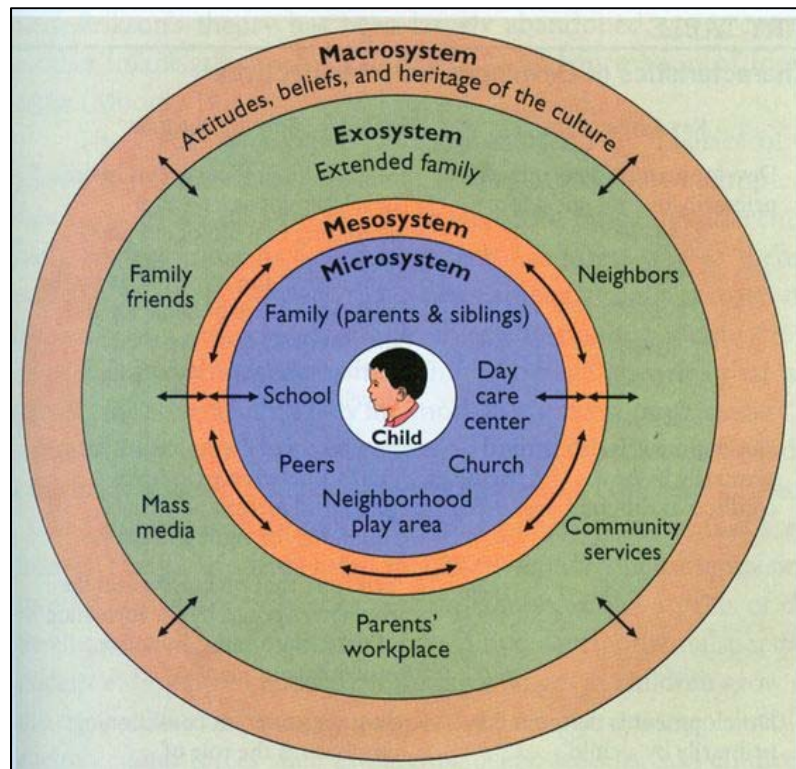 Macrosystem
Attitudes, beliefs, and heritage of the culture
Exosystem
Extended family
Mesosystem
Microsystem
Family
friends
Neighbors
Family (parents & siblings)
School
Day
care
center
Child
Peers
Church
Neighborhood
play area
Mass
media
Community
services
Parents'
workplace